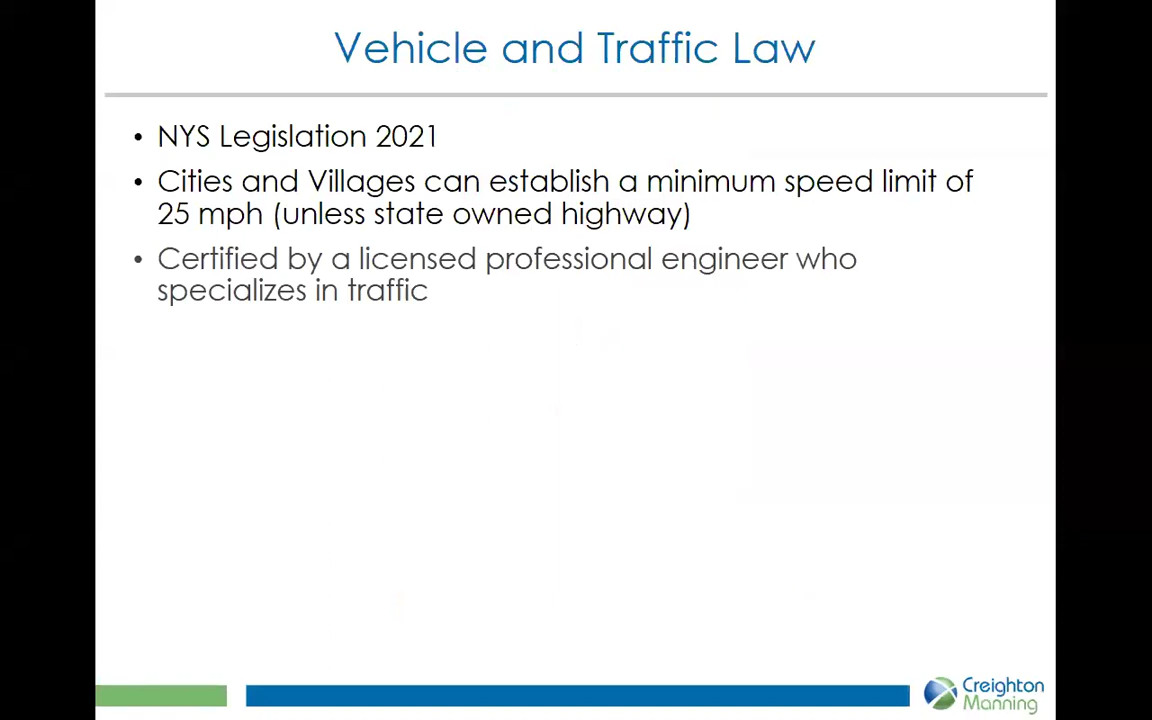 Vehicle and Traffic Law
• NYS Legislation 2021
• Cities and Villages can establish a minimum speed limit of
25 mph (unless state owned highway)
• Certified by a licensed professional engineer who
specializes in traffic
Creighton
Manning